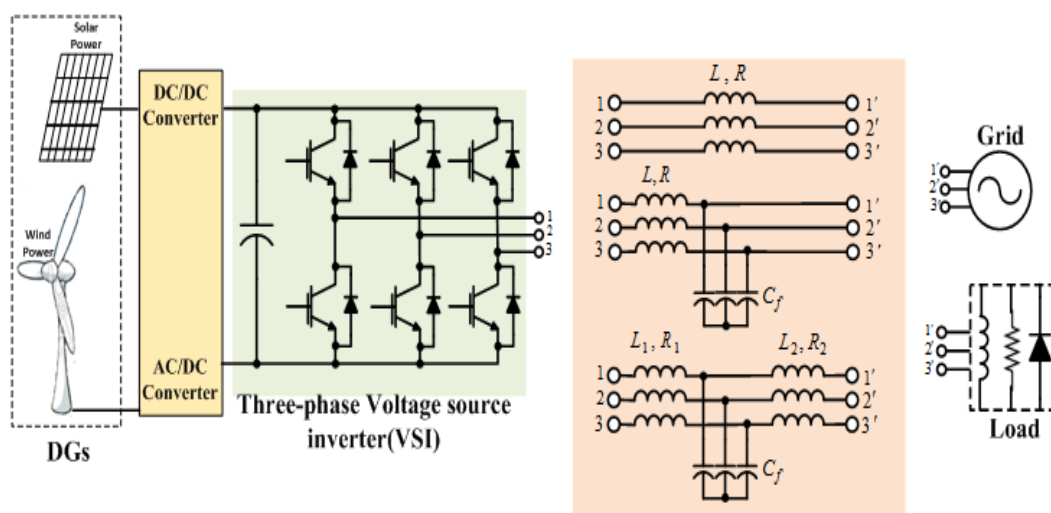 Solar
Power
Wind
Power
DGs
DC/DC
Converter
AC/DC
Converter
1
2
3
Three-phase Voltage source
inverter(VSI)
L , R
1 1′
2 2′
3 3′
L,R
1 1′
2 2′
3 3′
C_f
L₁ , R₁ L₂ , R₂
1 1′
2 2′
3 3′
C_f
Grid
1′
2′
3′
1′
2′
3′
Load